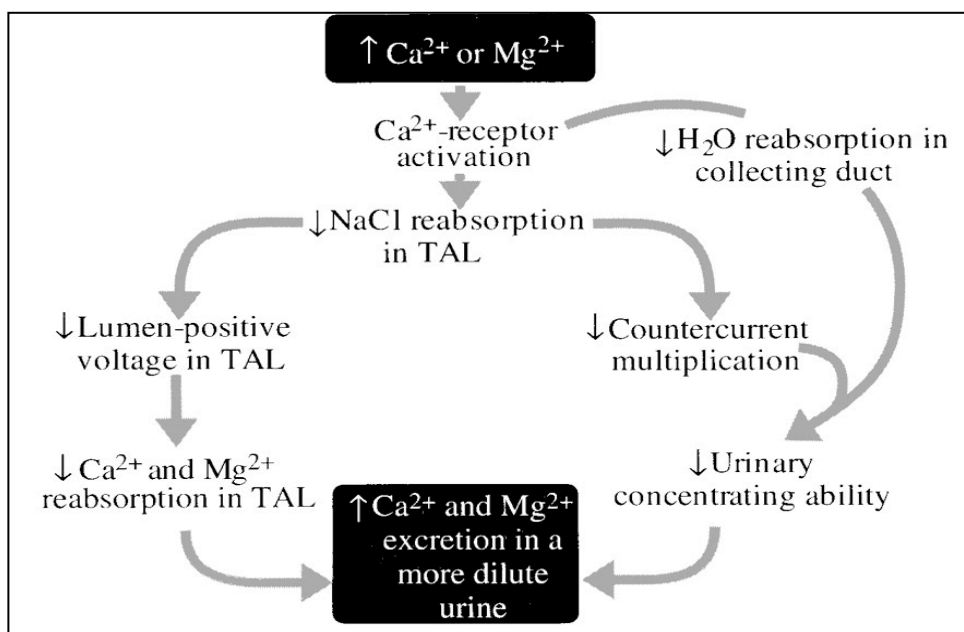 ↑ Ca²⁺ or Mg²⁺
Ca²⁺-receptor
activation
↓H₂O reabsorption in
collecting duct
↓NaCl reabsorption
in TAL
↓Lumen-positive
voltage in TAL
↓Countercurrent
multiplication
↓Ca²⁺ and Mg²⁺
reabsorption in TAL
↓Urinary
concentrating ability
↑Ca²⁺ and Mg²⁺
excretion in a
more dilute
urine